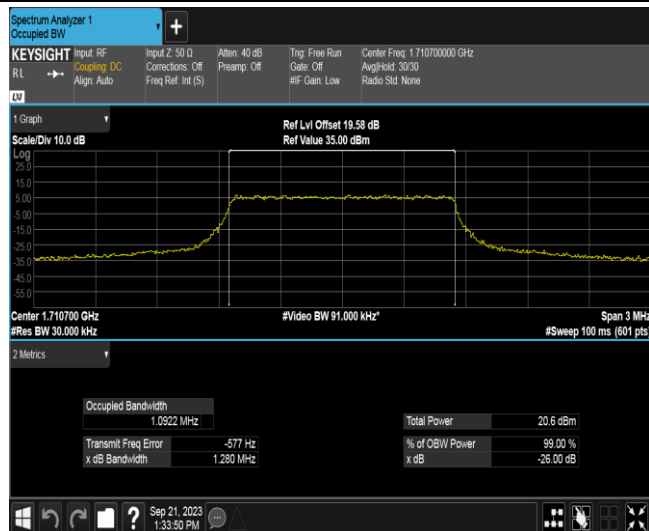 Spectrum Analyzer 1
Occupied BW
+
KEYSIGHT
RL
Input: RF
Coupling: DC
Align: Auto
Input Z: 50 Ω
Corrections: Off
Freq Ref: Int (S)
Atten: 40 dB
Preamp: Off
Trig: Free Run
Gate: Off
#IF Gain: Low
Center Freq: 1.710700000 GHz
Avg|Hold: 30/30
Radio Std: None
1 Graph
Scale/Div 10.0 dB
Ref Lvl Offset 19.58 dB
Ref Value 35.00 dBm
Log
25.0
15.0
5.00
-5.00
-15.0
-25.0
-35.0
-45.0
-55.0
Center 1.710700 GHz
#Video BW 91.000 kHz*
Span 3 MHz
#Res BW 30.000 kHz
#Sweep 100 ms (601 pts)
2 Metrics
Occupied Bandwidth
1.0922 MHz
Total Power 20.6 dBm
Transmit Freq Error -577 Hz
% of OBW Power 99.00 %
x dB Bandwidth 1.280 MHz
x dB -26.00 dB
?
Sep 21, 2023
1:33:50 PM